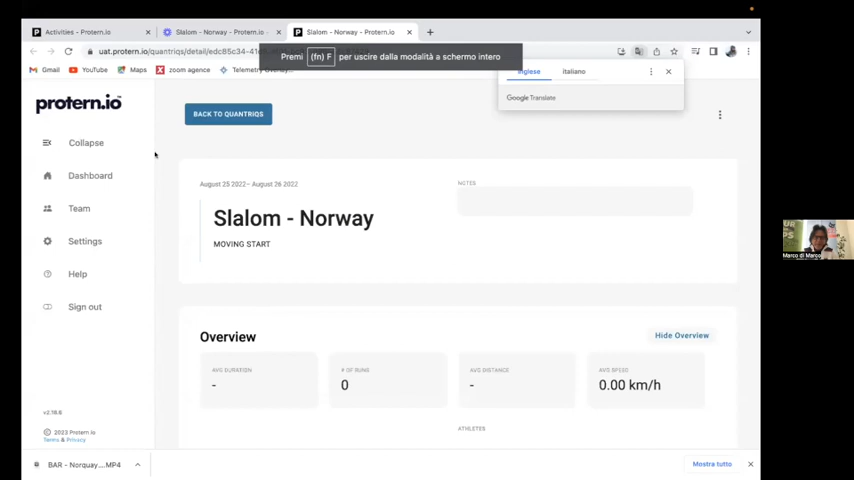 Activities - Protern.io
Slalom - Norway - Protern.io -
Slalom - Norway - Protern.io
uat.protern.io/quantriqs/detail/edc85c34-41
Premi (fn) F per uscire dalla modalità a schermo intero
Gmail
YouTube
Maps
zoom agence
Telemetry
Inglese
italiano
Google Translate
protern.io™
BACK TO QUANTRIQS
Collapse
Dashboard
Team
Settings
Help
Sign out
August 25 2022– August 26 2022
NOTES
Slalom - Norway
MOVING START
Overview
Hide Overview
AVG DURATION
-
# OF RUNS
0
AVG DISTANCE
-
AVG SPEED
0.00 km/h
ATHLETES
v2.18.6
© 2023 Protern io
Terms & Privacy
BAR - Norquay....MP4
Mostra tutto
Marco di Marco